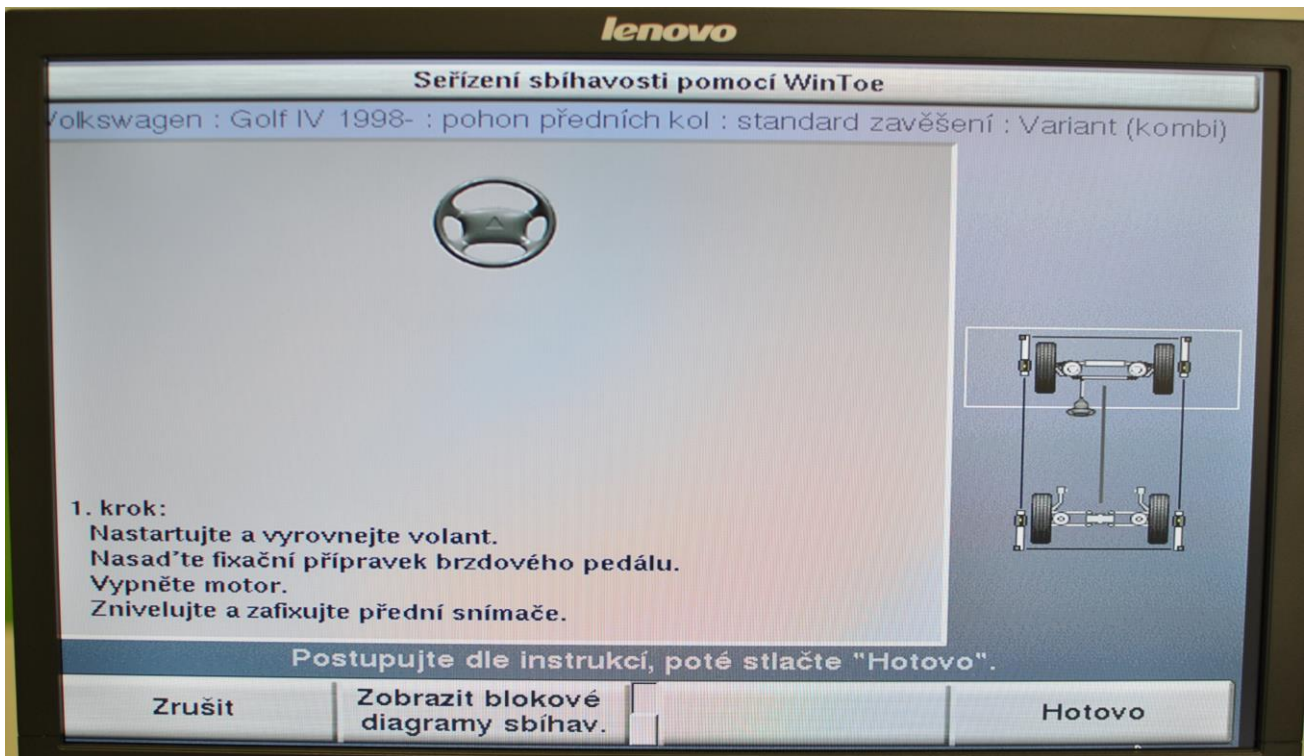 lenovo
Seřízení sbíhavosti pomocí WinToe
olkswagen : Golf IV 1998- : pohon předních kol : standard zavěšení : Variant (kombi)
1. krok:
Nastartujte a vyrovnejte volant.
Nasad'te fixační přípravek brzdového pedálu.
Vypněte motor.
Znivelujte a zafixujte přední snímače.
Postupujte dle instrukcí, poté stlačte "Hotovo".
Zrušit
Zobrazit blokové
diagramy sbíhav.
Hotovo